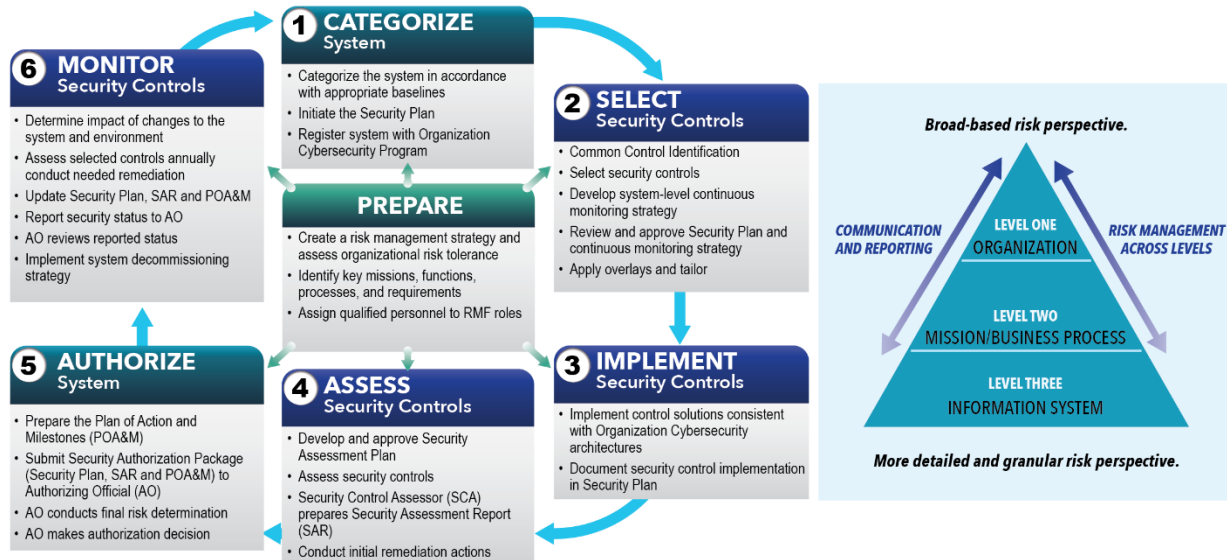 1 CATEGORIZE
System
• Categorize the system in accordance
with appropriate baselines
• Initiate the Security Plan
• Register system with Organization
Cybersecurity Program
2 SELECT
Security Controls
• Common Control Identification
• Select security controls
• Develop system-level continuous
monitoring strategy
• Review and approve Security Plan and
continuous monitoring strategy
• Apply overlays and tailor
3 IMPLEMENT
Security Controls
• Implement control solutions consistent
with Organization Cybersecurity
architectures
• Document security control implementation
in Security Plan
4 ASSESS
Security Controls
• Develop and approve Security
Assessment Plan
• Assess security controls
• Security Control Assessor (SCA)
prepares Security Assessment Report
(SAR)
• Conduct initial remediation actions
5 AUTHORIZE
System
• Prepare the Plan of Action and
Milestones (POA&M)
• Submit Security Authorization Package
(Security Plan, SAR and POA&M) to
Authorizing Official (AO)
• AO conducts final risk determination
• AO makes authorization decision
6 MONITOR
Security Controls
• Determine impact of changes to the
system and environment
• Assess selected controls annually
conduct needed remediation
• Update Security Plan, SAR and POA&M
• Report security status to AO
• AO reviews reported status
• Implement system decommissioning
strategy
PREPARE
• Create a risk management strategy and
assess organizational risk tolerance
• Identify key missions, functions,
processes, and requirements
• Assign qualified personnel to RMF roles
Broad-based risk perspective.
COMMUNICATION
AND REPORTING
RISK MANAGEMENT
ACROSS LEVELS
LEVEL ONE
ORGANIZATION
LEVEL TWO
MISSION/BUSINESS PROCESS
LEVEL THREE
INFORMATION SYSTEM
More detailed and granular risk perspective.